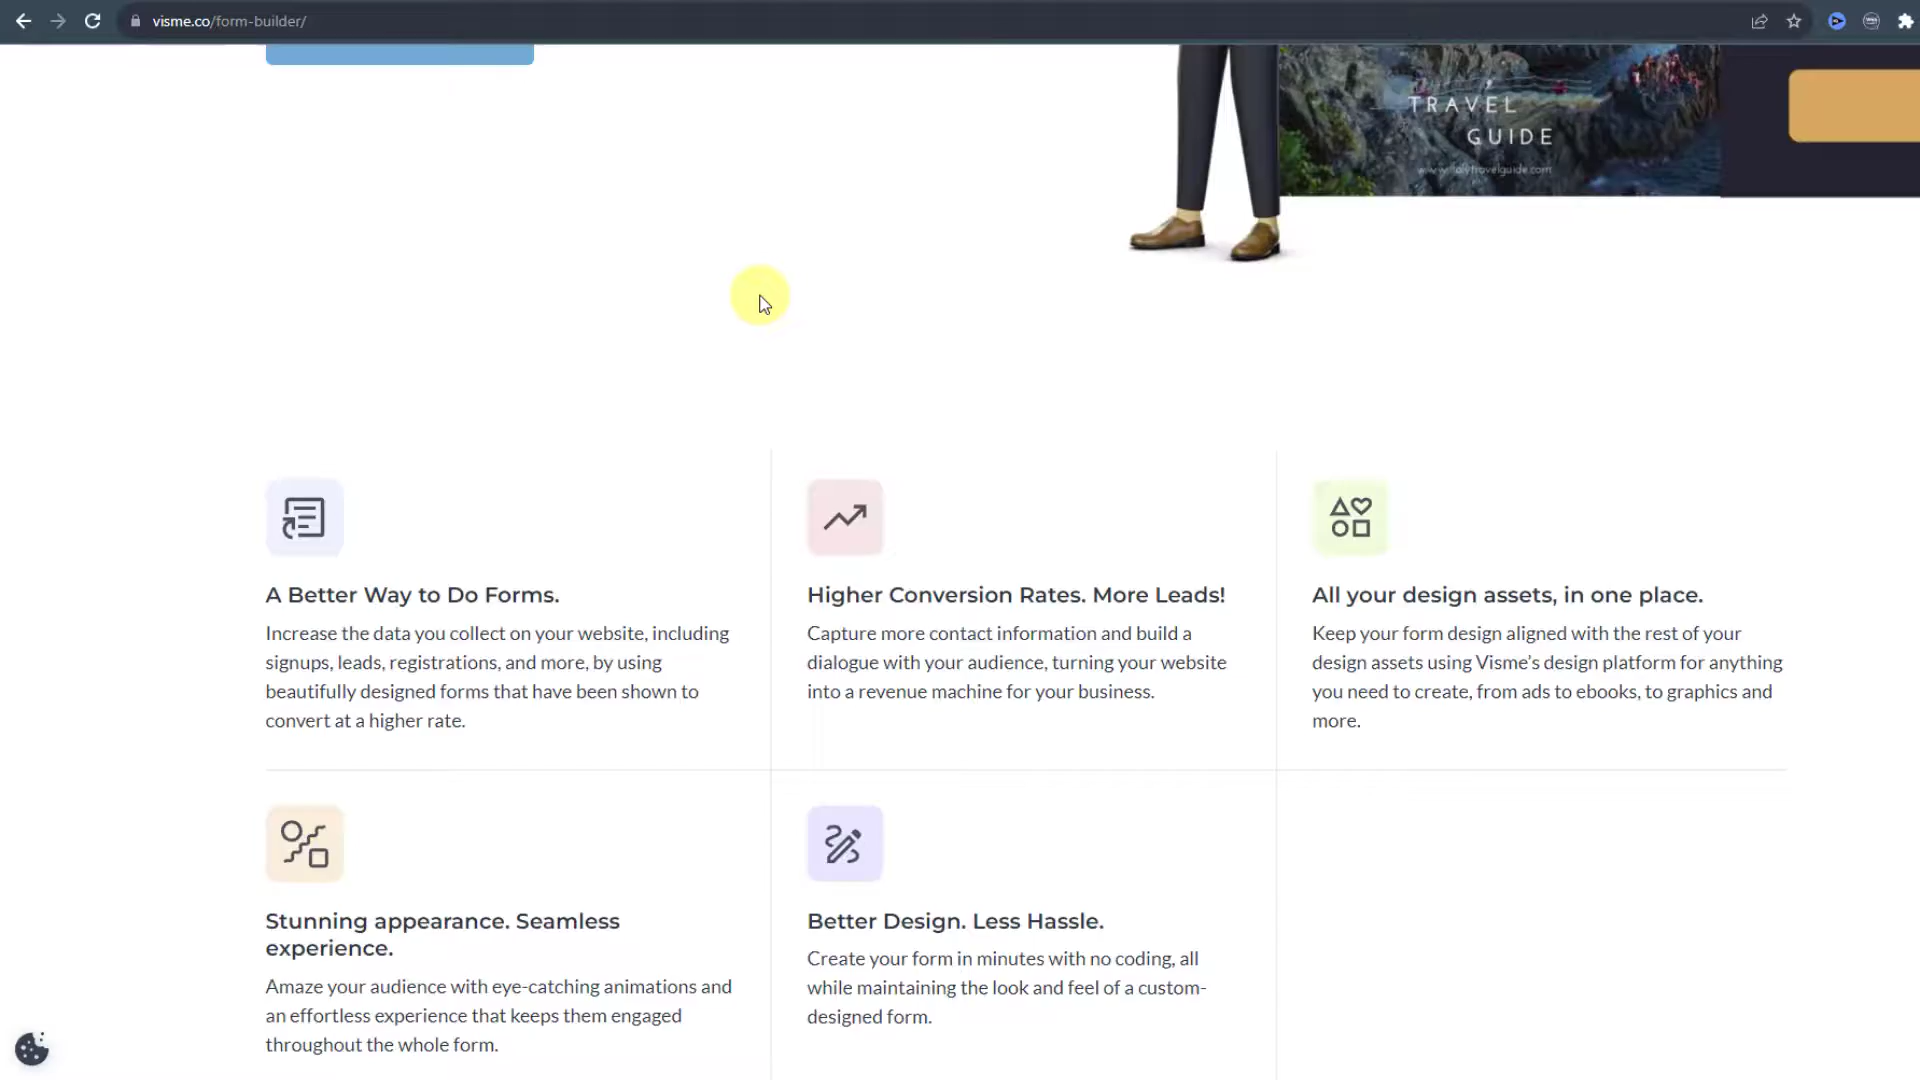 visme.co/form-builder/
TRAVEL
GUIDE
A Better Way to Do Forms.
Increase the data you collect on your website, including
signups, leads, registrations, and more, by using
beautifully designed forms that have been shown to
convert at a higher rate.
Higher Conversion Rates. More Leads!
Capture more contact information and build a
dialogue with your audience, turning your website
into a revenue machine for your business.
All your design assets, in one place.
Keep your form design aligned with the rest of your
design assets using Visme's design platform for anything
you need to create, from ads to ebooks, to graphics and
more.
Stunning appearance. Seamless
experience.
Amaze your audience with eye-catching animations and
an effortless experience that keeps them engaged
throughout the whole form.
Better Design. Less Hassle.
Create your form in minutes with no coding, all
while maintaining the look and feel of a custom-
designed form.